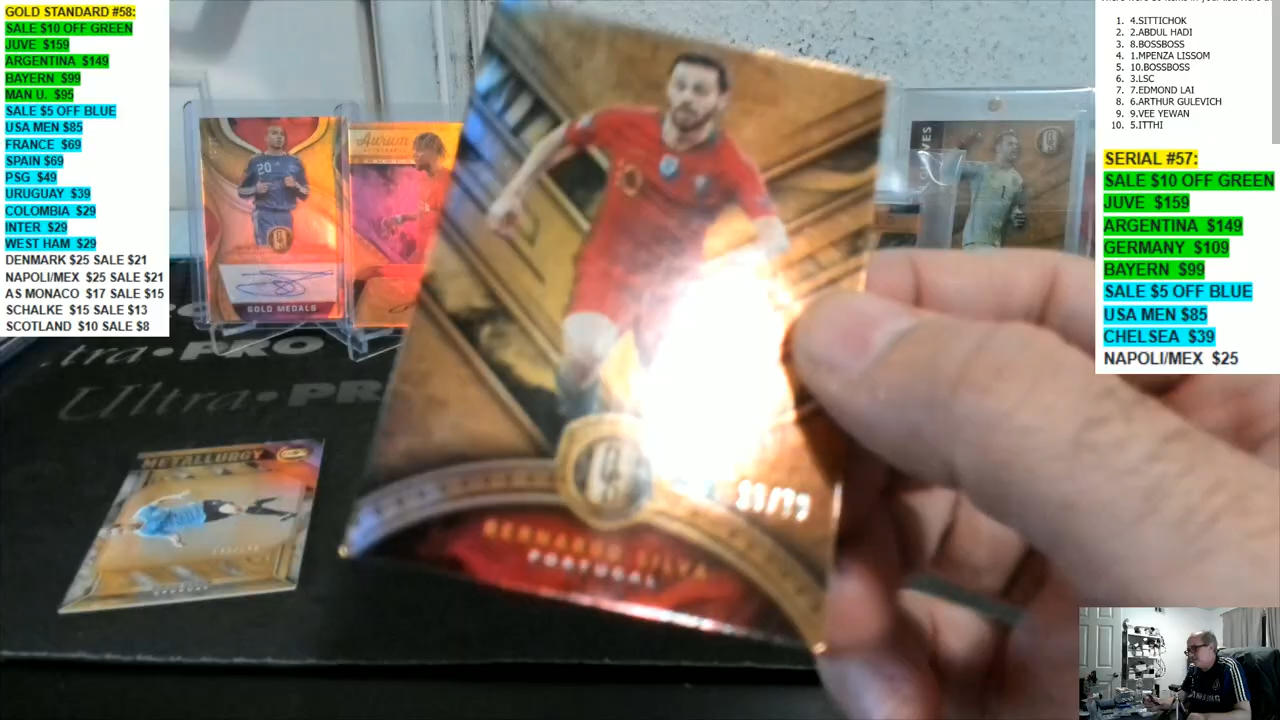 GOLD STANDARD #58:
SALE $10 OFF GREEN
JUVE $159
ARGENTINA $149
BAYERN $99
MAN U. $95
SALE $5 OFF BLUE
USA MEN $85
FRANCE $69
SPAIN $69
PSG $49
URUGUAY $39
COLOMBIA $29
INTER $29
WEST HAM $29
DENMARK $25 SALE $21
NAPOLI/MEX $25 SALE $21
AS MONACO $17 SALE $15
SCHALKE $15 SALE $13
SCOTLAND $10 SALE $8
1. 4.SITTICHOK
2. 2.ABDUL HADI
3. 8.BOSSBOSS
4. 1.MPENZA LISSOM
5. 10.BOSSBOSS
6. 3.LSC
7. 7.EDMOND LAI
8. 6.ARTHUR GULEVICH
9. 9.VEE YEWAN
10. 5.ITTHI
SERIAL #57:
SALE $10 OFF GREEN
JUVE $159
ARGENTINA $149
GERMANY $109
BAYERN $99
SALE $5 OFF BLUE
USA MEN $85
CHELSEA $39
NAPOLI/MEX $25
20
GOLD MEDALS
Aurum
1
tra•PRO
Ultra•PR
METALLURGY
BERNARDO SILVA
PORTUGAL